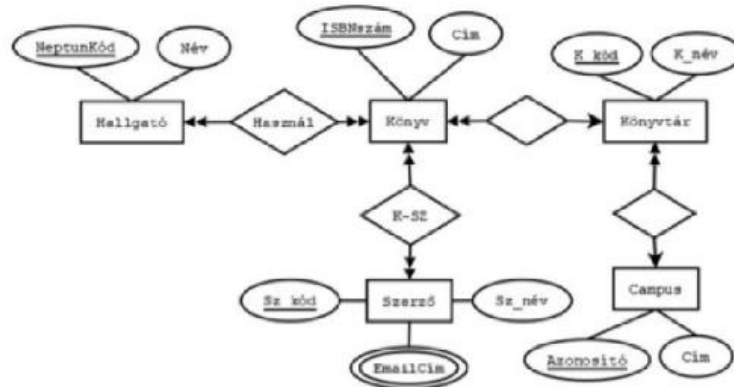 NeptunKód
Név
ISBNszám
Cím
K_kód
K_név
Hallgató
Használ
Könyv
Könyvtár
K-SZ
Sz_kód
Szerző
Sz_név
Campus
EmailCím
Azonosító
Cím